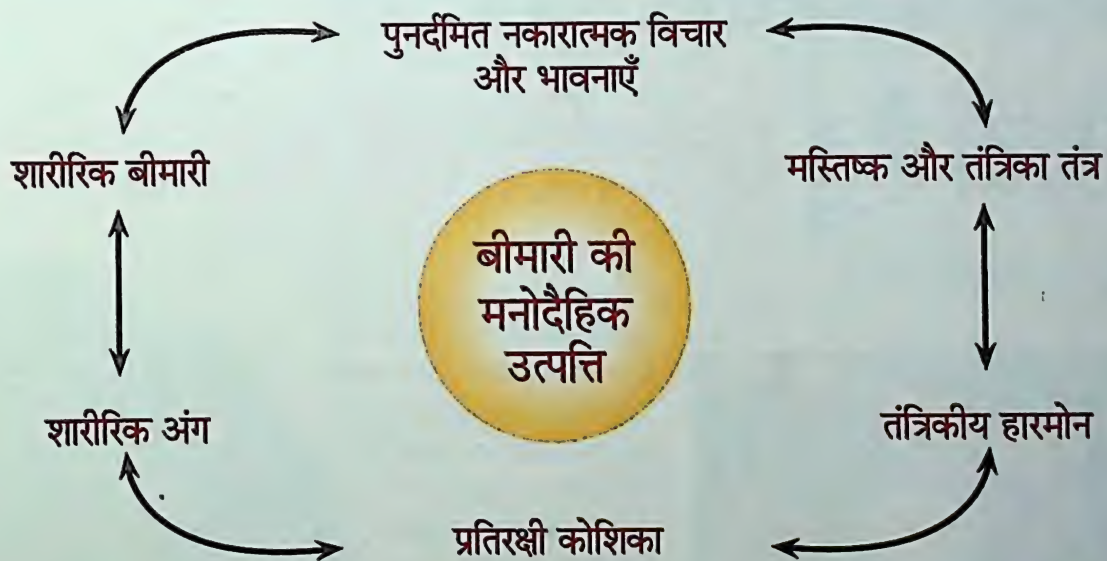 पुनर्दमित नकारात्मक विचार
और भावनाएँ
शारीरिक बीमारी
मस्तिष्क और तंत्रिका तंत्र
बीमारी की
मनोदैहिक
उत्पत्ति
शारीरिक अंग
तंत्रिकीय हारमोन
प्रतिरक्षी कोशिका